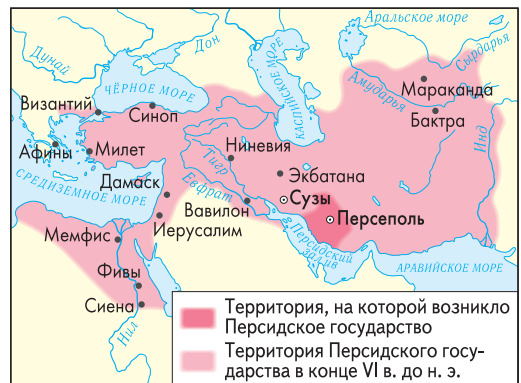 Аральское море
Дунай
Дон
Сырдарья
ЧЁРНОЕ МОРЕ
КАСПИЙСКОЕ МОРЕ
Амударья
Мараканда
Византий
Синоп
Бактра
Инд
Афины
Милет
Ниневия
Тигр
Экбатана
СРЕДИЗЕМНОЕ МОРЕ
Дамаск
Евфрат
Сузы
Вавилон
Персеполь
Мемфис
Иерусалим
Персидский
залив
АРАВИЙСКОЕ МОРЕ
Фивы
Сиена
Нил
Территория, на которой возникло
Персидское государство
Территория Персидского госу-
дарства в конце VI в. до н. э.